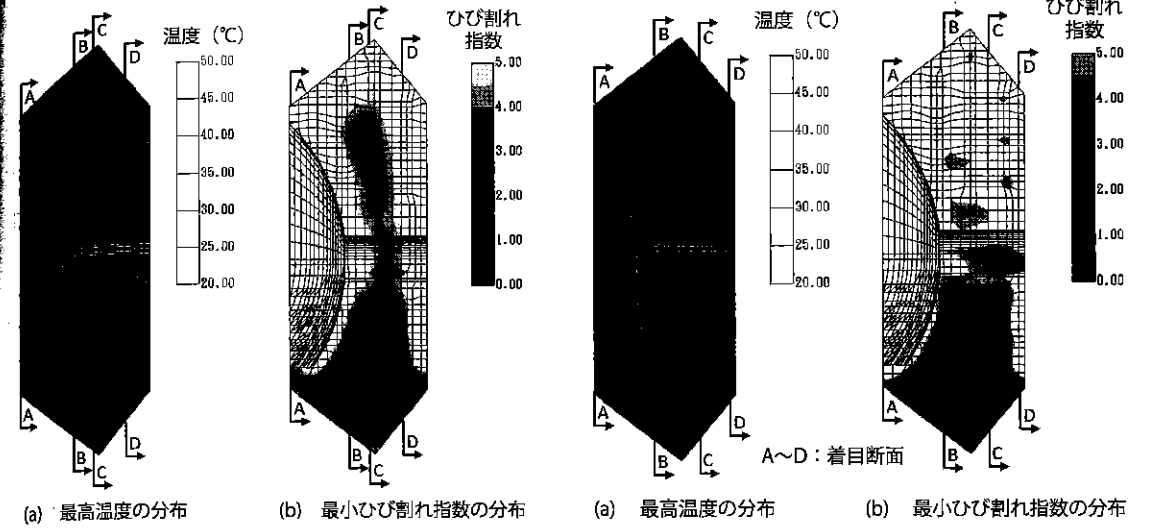 A
B
C
D
温度（℃）
50.00
45.00
40.00
35.00
30.00
25.00
20.00
A
B
C
D
(a) 最高温度の分布
A
B
C
D
ひび割れ
指数
5.00
4.00
3.00
2.00
1.00
0.00
A
B
C
D
(b) 最小ひび割れ指数の分布
A
B
C
D
温度（℃）
50.00
45.00
40.00
35.00
30.00
25.00
20.00
A
B
C
D
A～D：着目断面
(a) 最高温度の分布
A
B
C
D
ひび割れ
指数
5.00
4.00
3.00
2.00
1.00
0.00
A
B
C
D
(b) 最小ひび割れ指数の分布